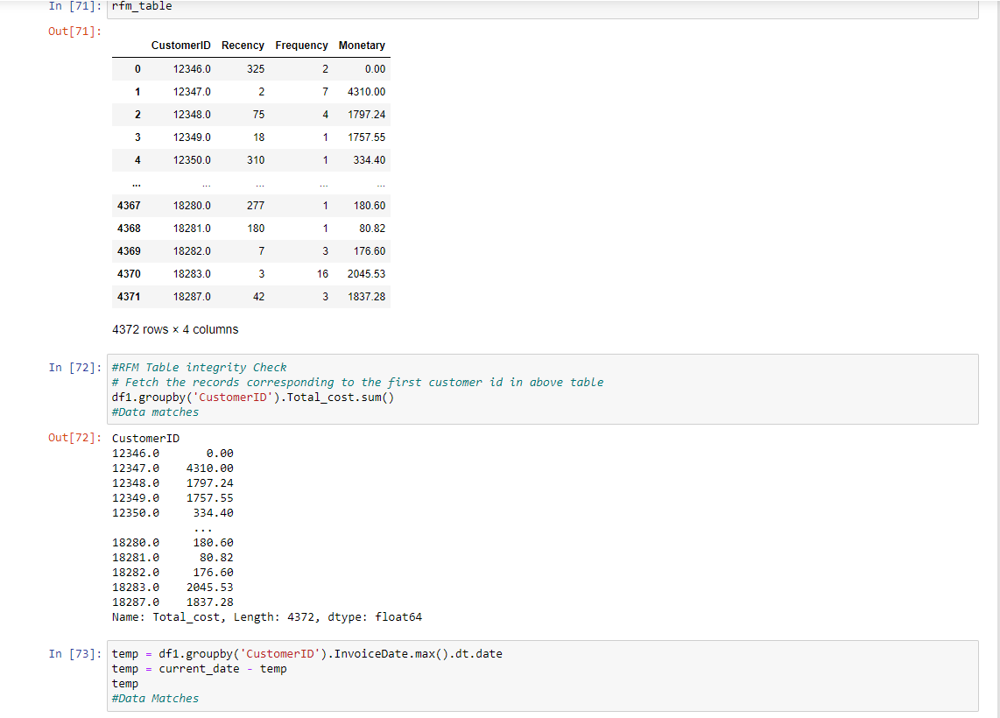 In [71]: rfm_table
Out[71]:
CustomerID Recency Frequency Monetary
0 12346.0 325 2 0.00
1 12347.0 2 7 4310.00
2 12348.0 75 4 1797.24
3 12349.0 18 1 1757.55
4 12350.0 310 1 334.40
... ... ... ... ...
4367 18280.0 277 1 180.60
4368 18281.0 180 1 80.82
4369 18282.0 7 3 176.60
4370 18283.0 3 16 2045.53
4371 18287.0 42 3 1837.28
4372 rows × 4 columns
In [72]: #RFM Table integrity Check
# Fetch the records corresponding to the first customer id in above table
df1.groupby('CustomerID').Total_cost.sum()
#Data matches
Out[72]: CustomerID
12346.0 0.00
12347.0 4310.00
12348.0 1797.24
12349.0 1757.55
12350.0 334.40
...
18280.0 180.60
18281.0 80.82
18282.0 176.60
18283.0 2045.53
18287.0 1837.28
Name: Total_cost, Length: 4372, dtype: float64
In [73]: temp = df1.groupby('CustomerID').InvoiceDate.max().dt.date
temp = current_date - temp
temp
#Data Matches